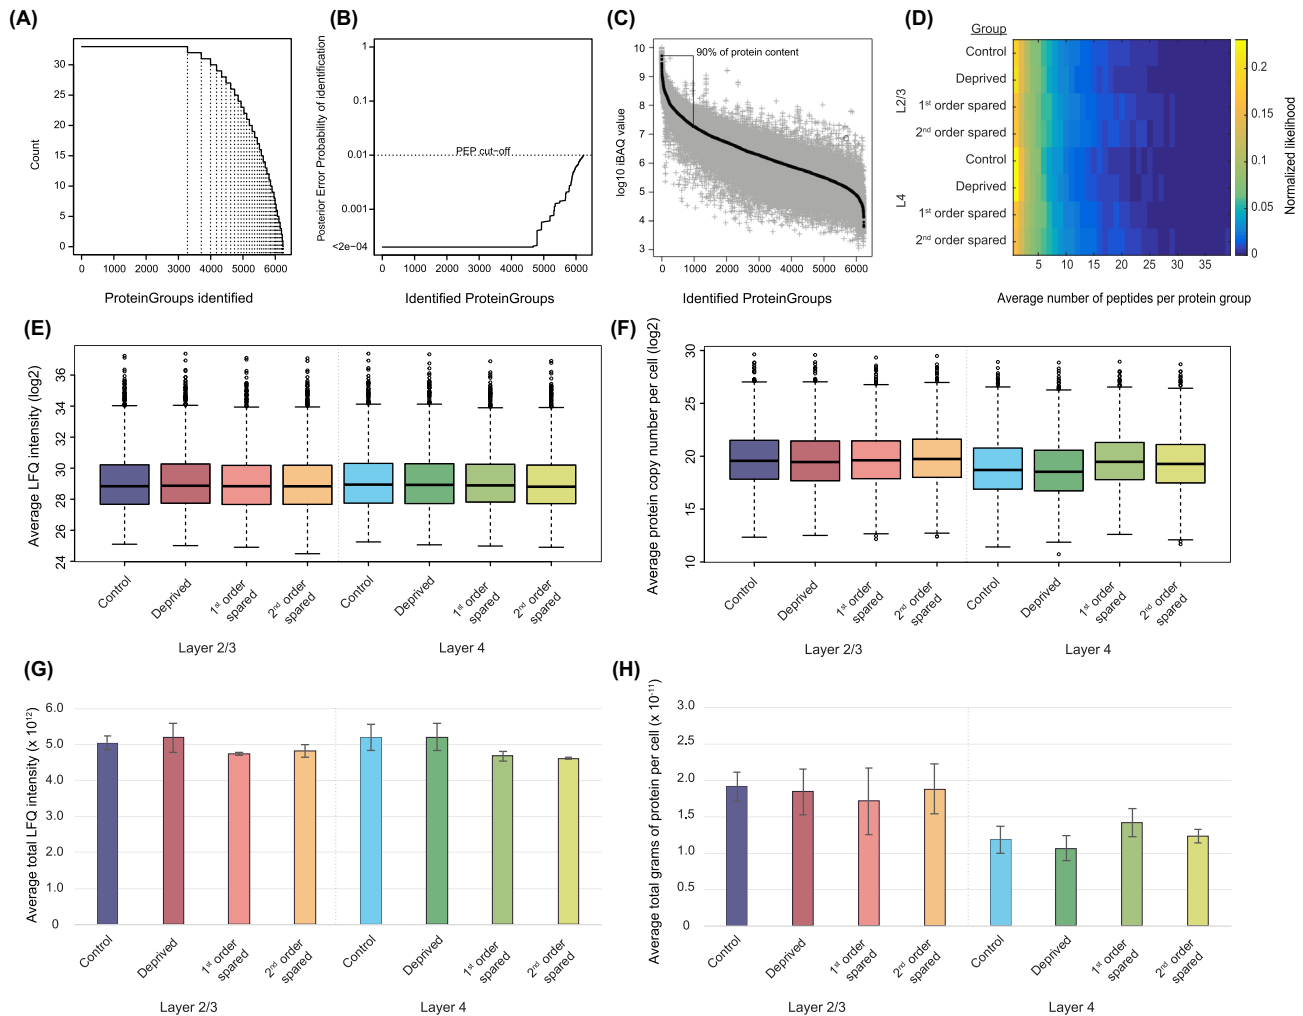 (A)
Count
30
25
20
15
10
5
0
0 1000 2000 3000 4000 5000 6000
ProteinGroups identified
(B)
Posterior Error Probability of identification
1
0.1
0.01
0.001
<2e−04
PEP cut−off
0 1000 2000 3000 4000 5000 6000
Identified ProteinGroups
(C)
log10 iBAQ value
10
9
8
7
6
5
4
3
90% of protein content
0 1000 2000 3000 4000 5000 6000
Identified ProteinGroups
(D)
Group
L2/3
Control
Deprived
1st order spared
2nd order spared
L4
Control
Deprived
1st order spared
2nd order spared
5 10 15 20 25 30 35
Average number of peptides per protein group
0.2
0.15
0.1
0.05
0
Normalized likelihood
(E)
Average LFQ intensity (log2)
36
34
32
30
28
26
24
Control
Deprived
1st order
spared
2nd order
spared
Control
Deprived
1st order
spared
2nd order
spared
Layer 2/3
Layer 4
(F)
Average protein copy number per cell (log2)
30
25
20
15
10
Control
Deprived
1st order
spared
2nd order
spared
Control
Deprived
1st order
spared
2nd order
spared
Layer 2/3
Layer 4
(G)
Average total LFQ intensity (x 10¹²)
6.0
5.0
4.0
3.0
2.0
1.0
0
Control
Deprived
1st order
spared
2nd order
spared
Control
Deprived
1st order
spared
2nd order
spared
Layer 2/3
Layer 4
(H)
Average total grams of protein per cell (x 10⁻¹¹)
3.0
2.5
2.0
1.5
1.0
0.5
0
Control
Deprived
1st order
spared
2nd order
spared
Control
Deprived
1st order
spared
2nd order
spared
Layer 2/3
Layer 4